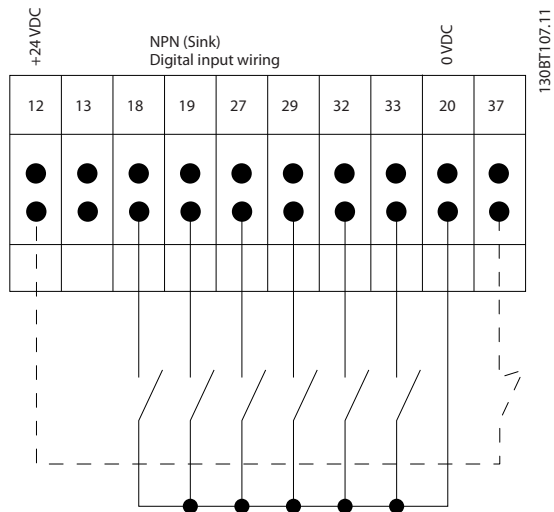 +24 VDC
NPN (Sink)
Digital input wiring
0 VDC
130BT107.11
12 13 18 19 27 29 32 33 20 37